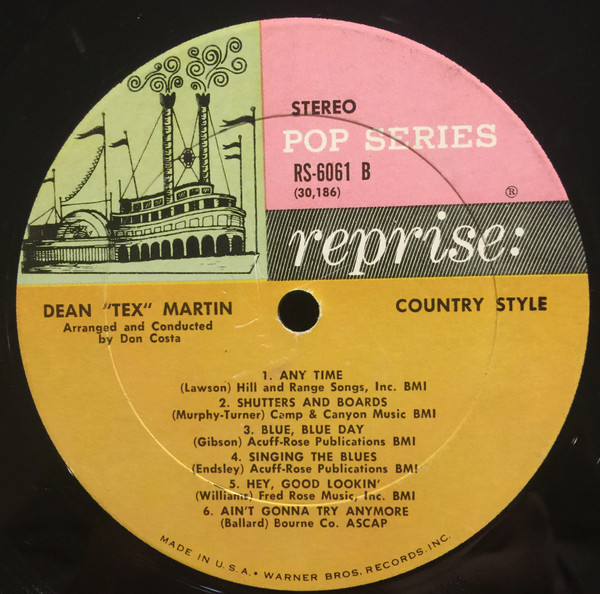 STEREO
POP SERIES
RS-6061 B
(30,186)
®
reprise:
DEAN "TEX" MARTIN
Arranged and Conducted
by Don Costa
COUNTRY STYLE
1. ANY TIME
(Lawson) Hill and Range Songs, Inc. BMI
2. SHUTTERS AND BOARDS
(Murphy-Turner) Camp & Canyon Music BMI
3. BLUE, BLUE DAY
(Gibson) Acuff-Rose Publications BMI
4. SINGING THE BLUES
(Endsley) Acuff-Rose Publications BMI
5. HEY, GOOD LOOKIN'
(Williams) Fred Rose Music, Inc. BMI
6. AIN'T GONNA TRY ANYMORE
(Ballard) Bourne Co. ASCAP
MADE IN U.S.A. • WARNER BROS. RECORDS, INC.